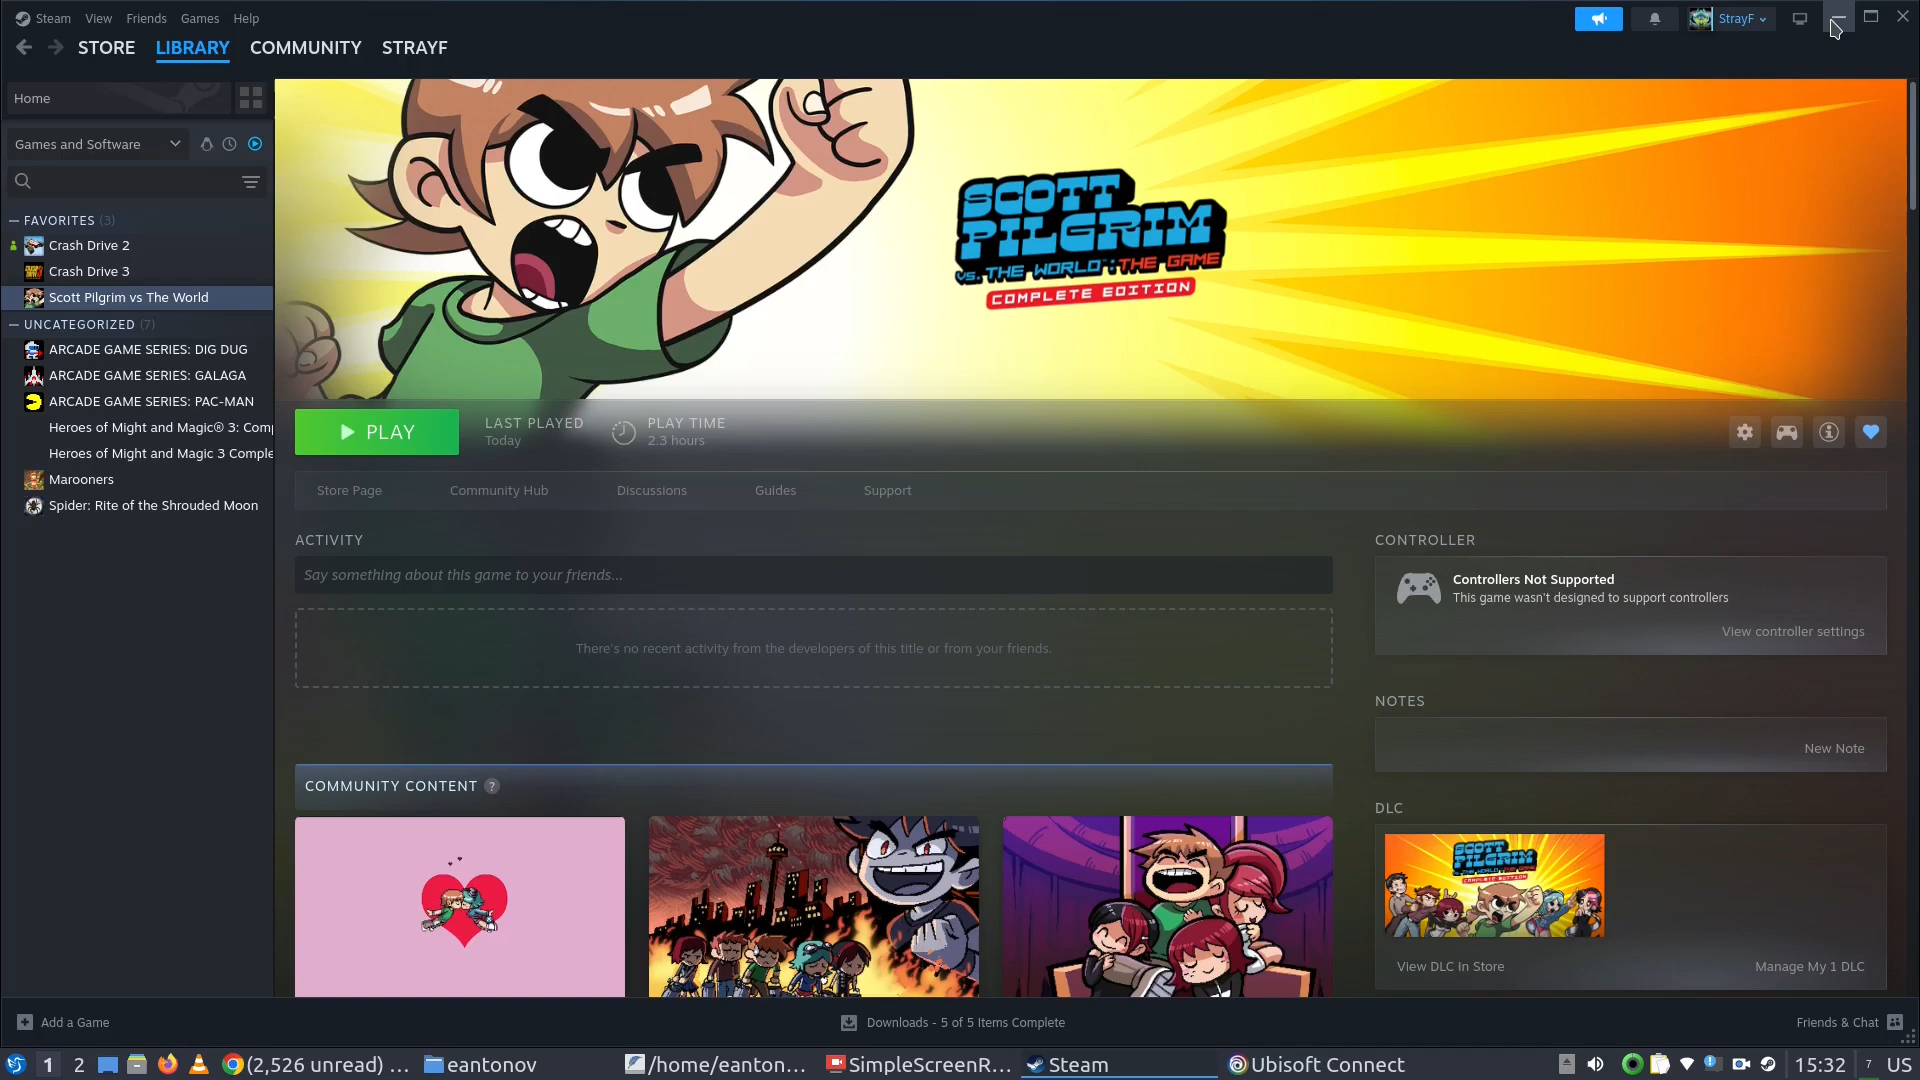 Steam View Friends Games Help
StrayF
STORE LIBRARY COMMUNITY STRAYF
Home
Games and Software
FAVORITES (3)
Crash Drive 2
Crash Drive 3
Scott Pilgrim vs The World
UNCATEGORIZED (7)
ARCADE GAME SERIES: DIG DUG
ARCADE GAME SERIES: GALAGA
ARCADE GAME SERIES: PAC-MAN
Heroes of Might and Magic® 3: Comp
Heroes of Might and Magic 3 Comple
Marooners
Spider: Rite of the Shrouded Moon
SCOTT
PILGRIM
VS. THE WORLD™: THE GAME
COMPLETE EDITION
PLAY
LAST PLAYED
Today
PLAY TIME
2.3 hours
Store Page Community Hub Discussions Guides Support
ACTIVITY
Say something about this game to your friends...
There's no recent activity from the developers of this title or from your friends.
COMMUNITY CONTENT ?
CONTROLLER
Controllers Not Supported
This game wasn't designed to support controllers
View controller settings
NOTES
New Note
DLC
SCOTT
PILGRIM
COMPLETE EDITION
View DLC In Store Manage My 1 DLC
Add a Game
Downloads - 5 of 5 Items Complete
Friends & Chat
1 2 (2,526 unread) ... eantonov /home/eanton... SimpleScreenR... Steam Ubisoft Connect 15:32 7 US